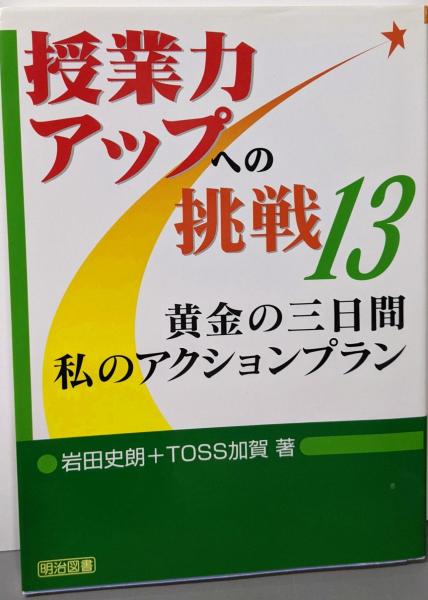 授業力
アップへの
挑戦13
黄金の三日間
私のアクションプラン
岩田史朗+TOSS加賀 著
明治図書